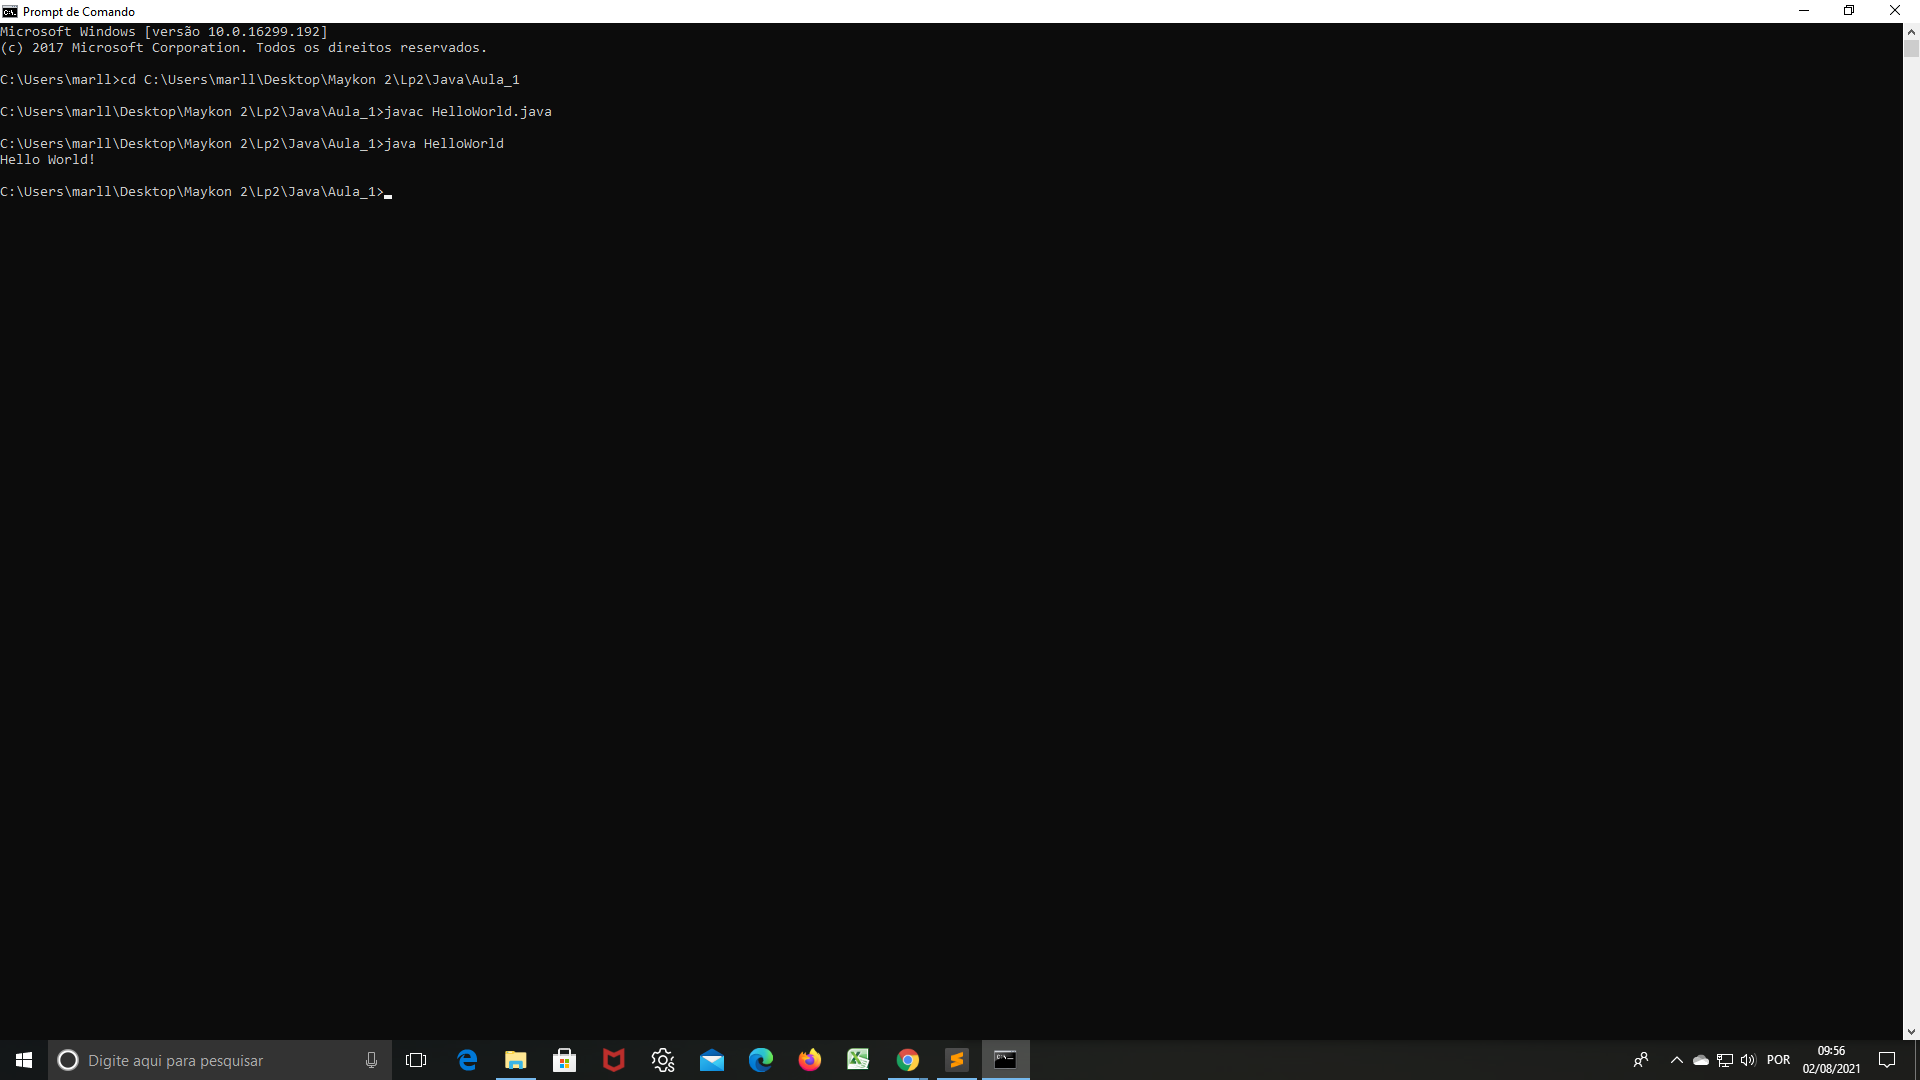 Prompt de Comando
Microsoft Windows [versão 10.0.16299.192]
(c) 2017 Microsoft Corporation. Todos os direitos reservados.
C:\Users\marll>cd C:\Users\marll\Desktop\Maykon 2\Lp2\Java\Aula_1
C:\Users\marll\Desktop\Maykon 2\Lp2\Java\Aula_1>javac HelloWorld.java
C:\Users\marll\Desktop\Maykon 2\Lp2\Java\Aula_1>java HelloWorld
Hello World!
C:\Users\marll\Desktop\Maykon 2\Lp2\Java\Aula_1>
Digite aqui para pesquisar
POR
09:56
02/08/2021